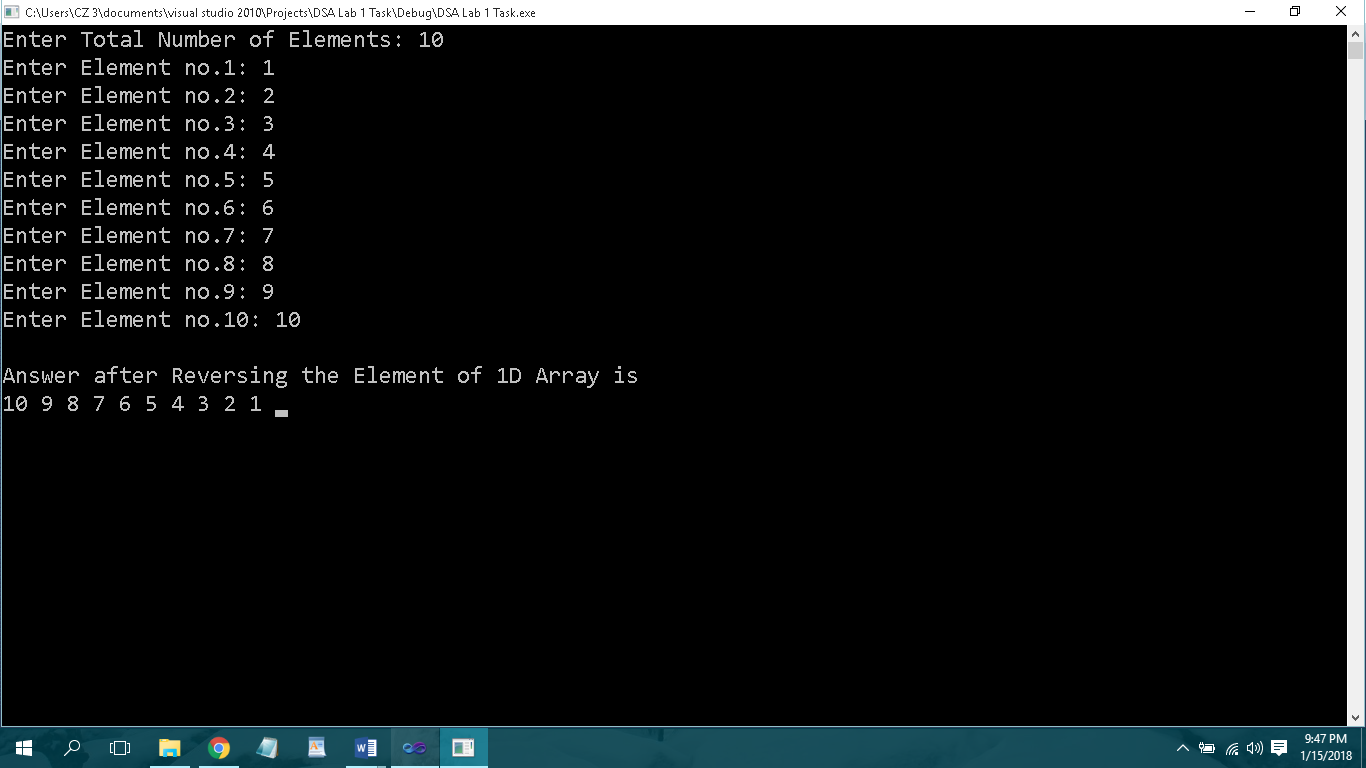 C:\Users\CZ 3\documents\visual studio 2010\Projects\DSA Lab 1 Task\Debug\DSA Lab 1 Task.exe
Enter Total Number of Elements: 10
Enter Element no.1: 1
Enter Element no.2: 2
Enter Element no.3: 3
Enter Element no.4: 4
Enter Element no.5: 5
Enter Element no.6: 6
Enter Element no.7: 7
Enter Element no.8: 8
Enter Element no.9: 9
Enter Element no.10: 10
Answer after Reversing the Element of 1D Array is
10 9 8 7 6 5 4 3 2 1
9:47 PM
1/15/2018